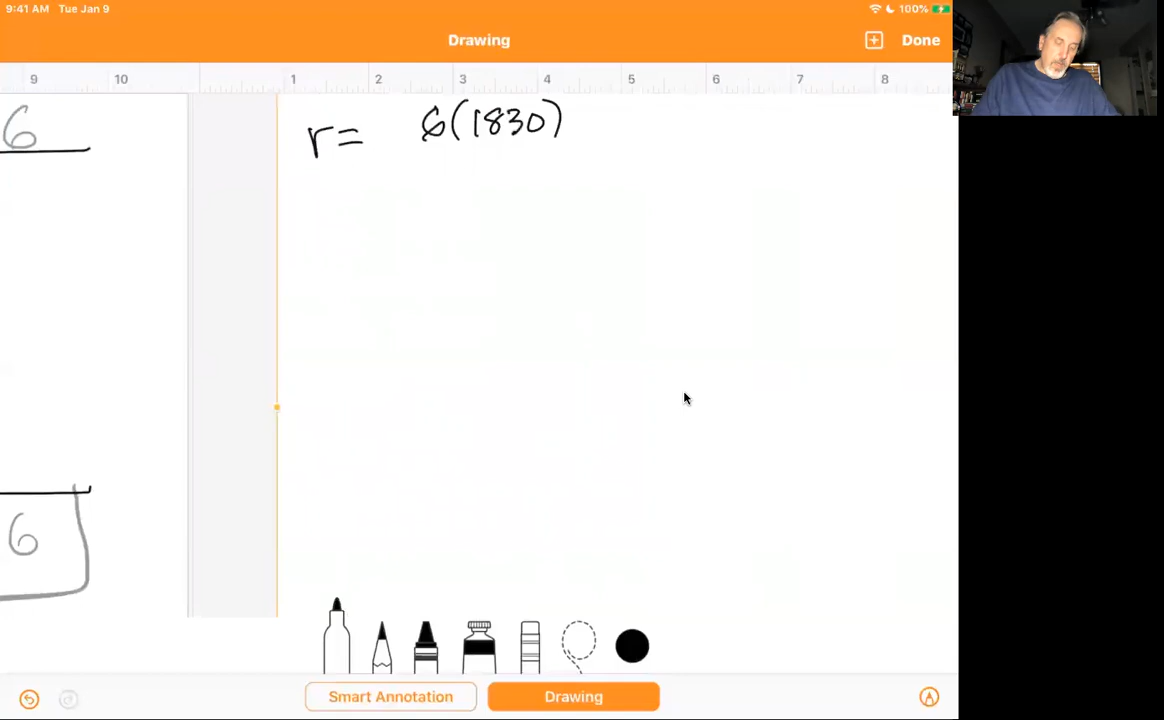 9:41 AM Tue Jan 9 100%
Drawing Done
9 10 1 2 3 4 5 6 7 8
6
r= 6(1830)
6
Smart Annotation Drawing